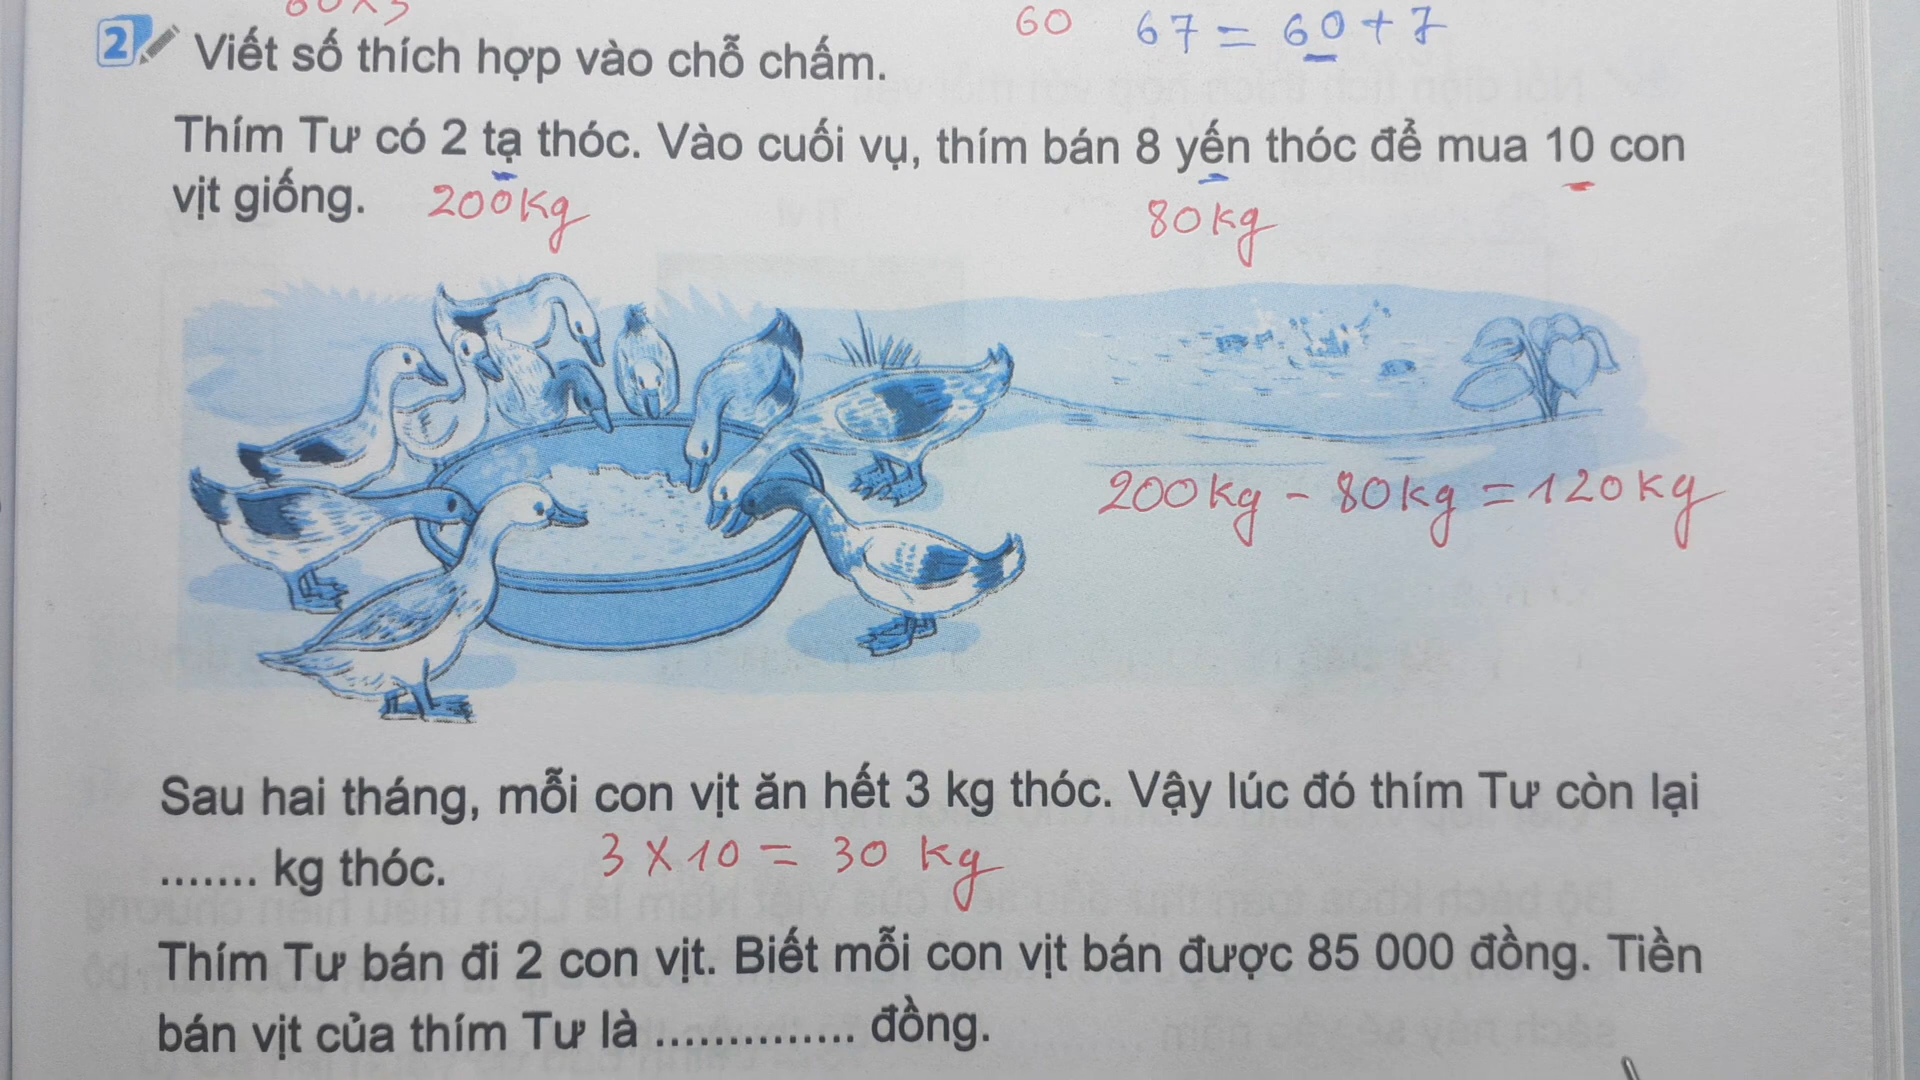 60 × 3
60 67 = 60 + 7
2 Viết số thích hợp vào chỗ chấm.
Thím Tư có 2 tạ thóc. Vào cuối vụ, thím bán 8 yến thóc để mua 10 con
vịt giống. 200kg 80kg
200kg - 80kg = 120kg
Sau hai tháng, mỗi con vịt ăn hết 3 kg thóc. Vậy lúc đó thím Tư còn lại
....... kg thóc. 3 × 10 = 30 kg
Thím Tư bán đi 2 con vịt. Biết mỗi con vịt bán được 85 000 đồng. Tiền
bán vịt của thím Tư là .............. đồng.